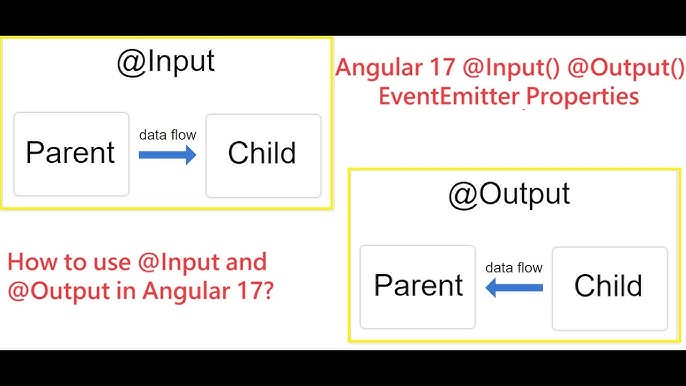 @Input
Parent
data flow
Child
Angular 17 @Input() @Output()
EventEmitter Properties
@Output
Parent
data flow
Child
How to use @Input and
@Output in Angular 17?